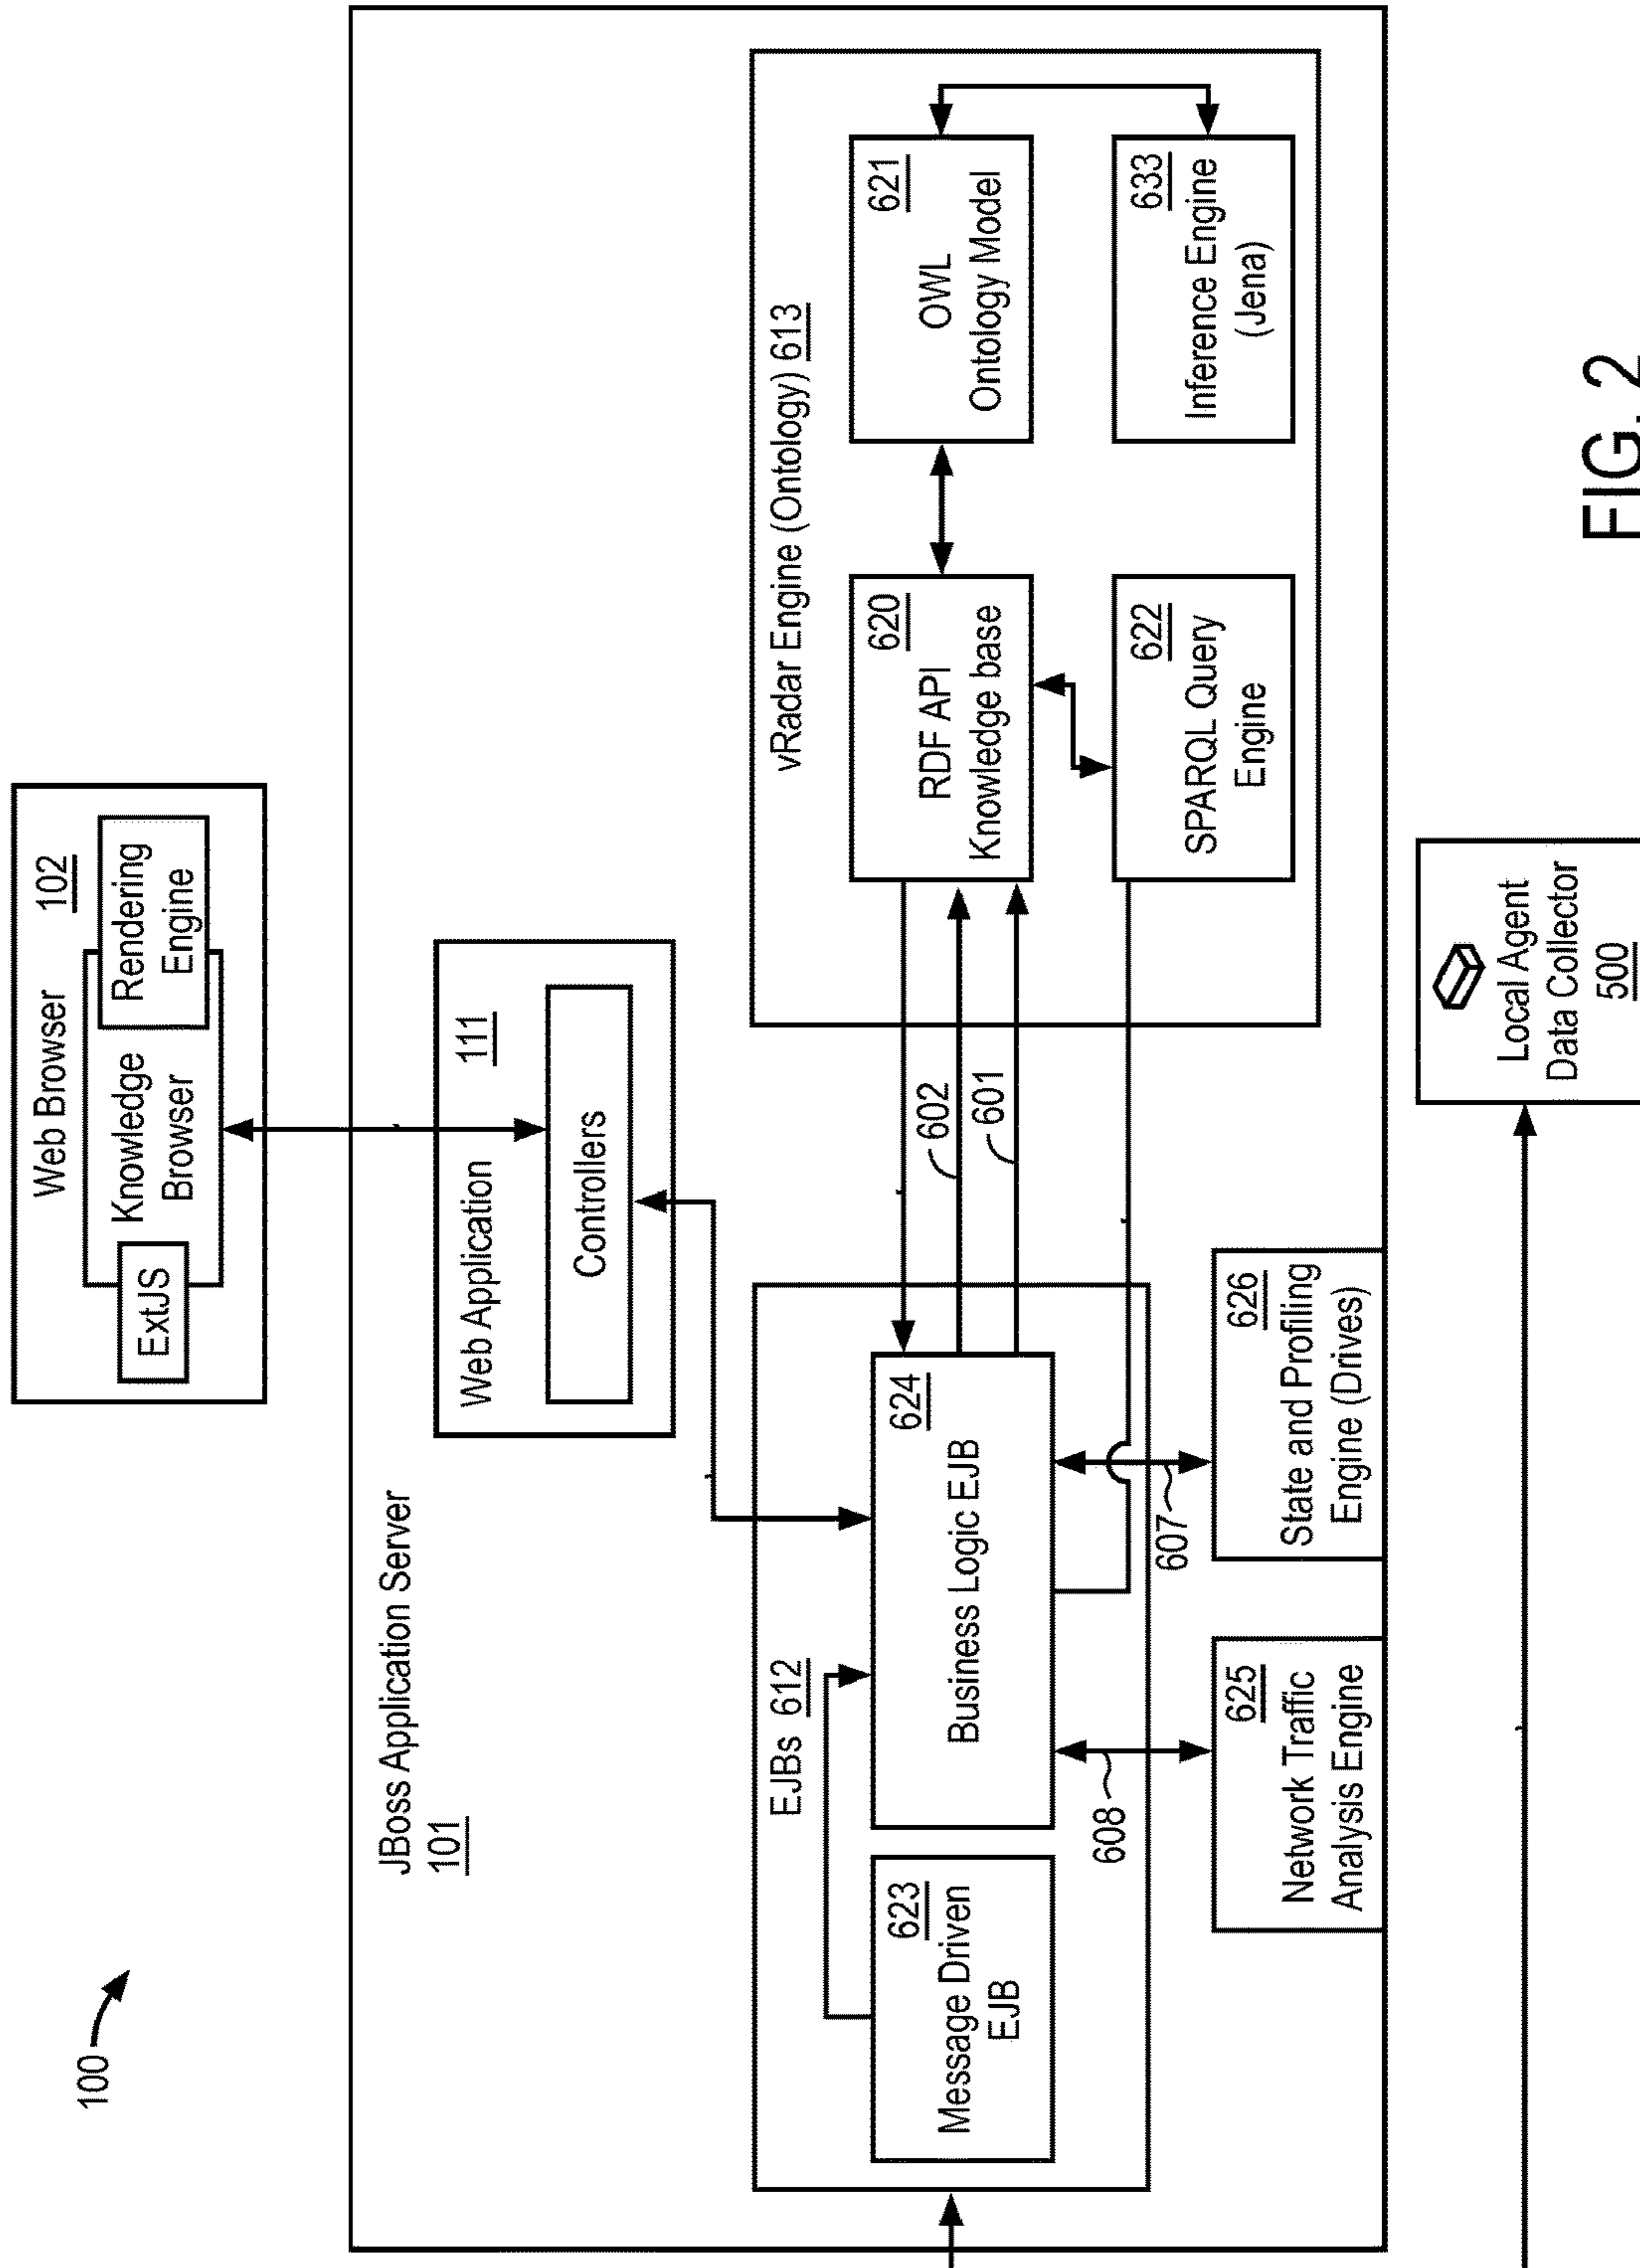 100
Web Browser
102
ExtJS
Knowledge
Browser
Rendering
Engine
JBoss Application Server
101
Web Application
111
Controllers
EJBs 612
623
Message Driven
EJB
624
Business Logic EJB
608
607
625
Network Traffic
Analysis Engine
626
State and Profiling
Engine (Drives)
602
601
vRadar Engine (Ontology) 613
620
RDF API
Knowledge base
621
OWL
Ontology Model
622
SPARQL Query
Engine
633
Inference Engine
(Jena)
Local Agent
Data Collector
500
FIG. 2